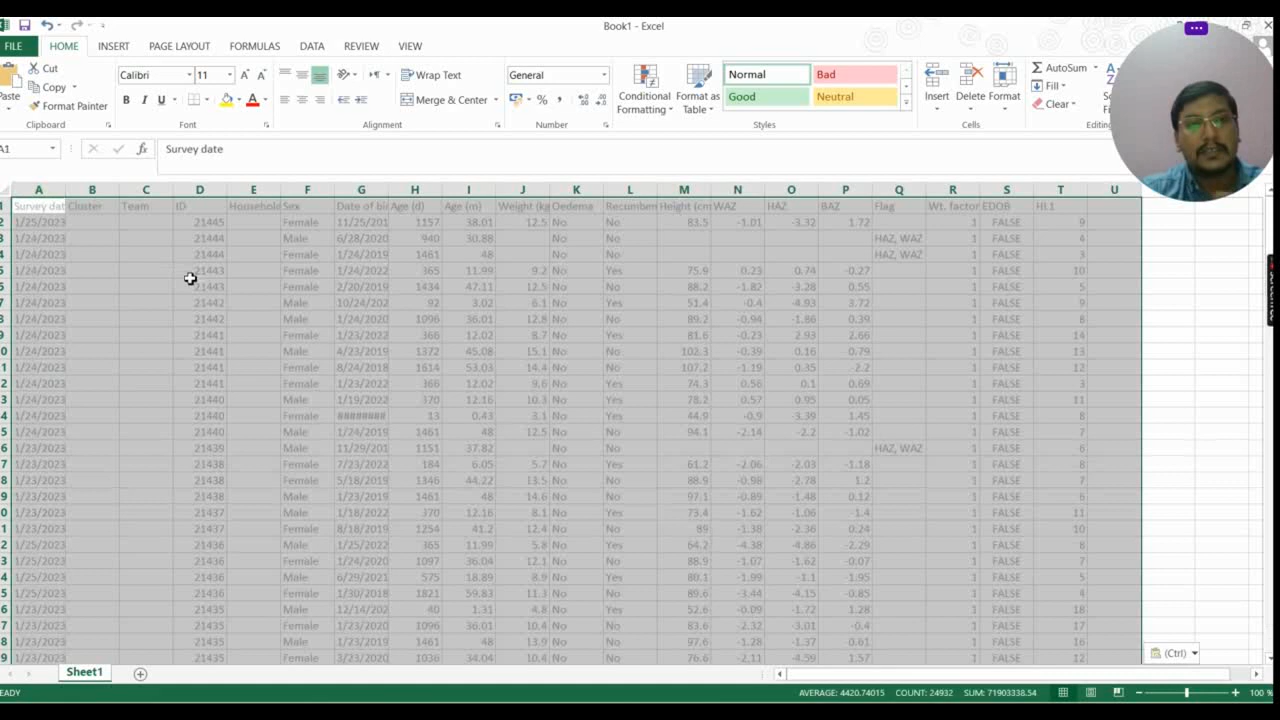 Book1 - Excel
FILE HOME INSERT PAGE LAYOUT FORMULAS DATA REVIEW VIEW
Cut Calibri 11 Wrap Text General Normal Bad AutoSum
Copy Conditional Formatting Format as Table Insert Delete Format Fill
Format Painter Merge & Center Good Neutral Clear
Clipboard Font Alignment Number Styles Cells Editing
A1 Survey date
A B C D E F G H I J K L M N O P Q R S T U
1 Survey dat Cluster Team ID Household Sex Date of bi Age (d) Age (m) Weight (kg Oedema Recumben Height (cm WAZ HAZ BAZ Flag Wt. factor EDOB HL1
2 1/25/2023 21445 Female 11/25/201 1157 38.01 12.5 No No 83.5 -1.01 -3.32 1.72 1 FALSE 9
3 1/24/2023 21444 Male 6/28/2020 940 30.88 No No HAZ, WAZ 1 FALSE 4
4 1/24/2023 21444 Male 1/24/2019 1461 48 No No HAZ, WAZ 1 FALSE 3
5 1/24/2023 21443 Female 1/24/2022 365 11.99 9.2 No Yes 75.9 0.23 0.74 -0.27 1 FALSE 10
6 1/24/2023 21443 Female 2/20/2019 1434 47.11 12.5 No No 88.2 -1.82 -3.28 0.55 1 FALSE 5
7 1/24/2023 21442 Male 10/24/202 92 3.02 6.1 No Yes 51.4 -0.4 -4.93 3.72 1 FALSE 9
8 1/24/2023 21442 Male 1/24/2020 1096 36.01 12.8 No No 89.2 -0.94 -1.86 0.39 1 FALSE 8
9 1/24/2023 21441 Female 1/23/2022 366 12.02 8.7 No Yes 81.6 -0.23 2.93 -2.66 1 FALSE 14
0 1/24/2023 21441 Male 4/23/2019 1372 45.08 15.1 No No 102.3 -0.39 0.16 -0.79 1 FALSE 13
1 1/24/2023 21441 Female 8/24/2018 1614 53.03 14.4 No No 107.2 -1.19 0.35 -2.2 1 FALSE 12
2 1/24/2023 21441 Female 1/23/2022 366 12.02 9.6 No Yes 74.3 0.56 0.1 0.69 1 FALSE 3
3 1/24/2023 21440 Male 1/19/2022 370 12.16 10.3 No Yes 78.2 0.57 0.95 0.05 1 FALSE 11
4 1/24/2023 21440 Female ######## 13 0.43 3.1 No Yes 44.9 -0.9 -3.39 1.45 1 FALSE 8
5 1/24/2023 21440 Male 1/24/2019 1461 48 12.5 No No 94.1 -2.14 -2.2 -1.02 1 FALSE 8
6 1/23/2023 21439 Male 11/29/201 1151 37.82 No No HAZ, WAZ 1 FALSE 6
7 1/23/2023 21438 Female 7/23/2022 184 6.05 5.7 No Yes 61.2 -2.06 -2.03 -1.18 1 FALSE 8
8 1/23/2023 21438 Female 5/18/2019 1346 44.22 13.5 No No 88.9 -0.98 -2.78 1.2 1 FALSE 7
9 1/23/2023 21438 Male 1/23/2019 1461 48 14.6 No No 97.1 -0.89 -1.48 0.12 1 FALSE 6
0 1/23/2023 21437 Male 1/18/2022 370 12.16 8.1 No Yes 73.4 -1.62 -1.06 -1.4 1 FALSE 11
1 1/23/2023 21437 Female 8/18/2019 1254 41.2 12.4 No No 89 -1.38 -2.36 0.24 1 FALSE 10
2 1/25/2023 21436 Male 1/25/2022 365 11.99 5.8 No Yes 64.2 -4.38 -4.86 -2.29 1 FALSE 8
3 1/25/2023 21436 Female 1/24/2020 1097 36.04 12.1 No No 88.9 -1.07 -1.62 -0.07 1 FALSE 7
4 1/25/2023 21436 Male 6/29/2021 575 18.89 8.9 No Yes 80.1 -1.99 -1.1 -1.95 1 FALSE 5
5 1/25/2023 21436 Female 1/30/2018 1821 59.83 11.3 No No 89.6 -3.44 -4.15 -0.85 1 FALSE 4
6 1/23/2023 21435 Male 12/14/202 40 1.31 4.8 No Yes 52.6 -0.09 -1.72 1.28 1 FALSE 18
7 1/23/2023 21435 Female 1/23/2020 1096 36.01 10.4 No No 83.6 -2.32 -3.01 -0.4 1 FALSE 17
8 1/23/2023 21435 Male 1/23/2019 1461 48 13.9 No No 97.6 -1.28 -1.37 -0.61 1 FALSE 16
9 1/23/2023 21435 Female 3/23/2020 1036 34.04 10.4 No No 76.6 -2.11 -4.59 1.57 1 FALSE 12
(Ctrl)
Sheet1
EADY AVERAGE: 4420.74015 COUNT: 24932 SUM: 71903338.54 100 %